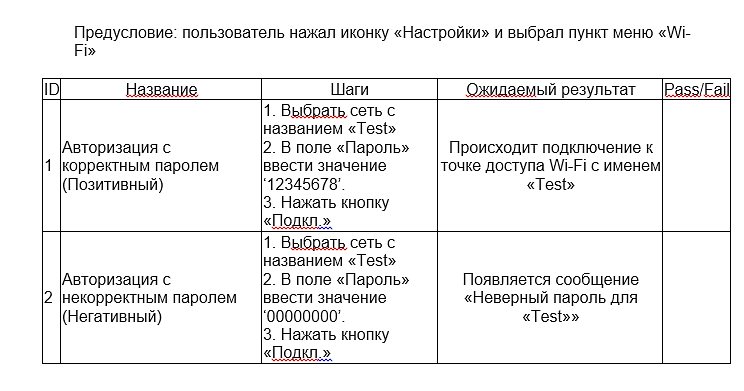 Предусловие: пользователь нажал иконку «Настройки» и выбрал пункт меню «Wi-
Fi»
ID Название Шаги Ожидаемый результат Pass/Fail
1
Авторизация с
корректным паролем
(Позитивный)
1. Выбрать сеть с
названием «Test»
2. В поле «Пароль»
ввести значение
‘12345678’.
3. Нажать кнопку
«Подкл.»
Происходит подключение к
точке доступа Wi-Fi с именем
«Test»
2
Авторизация с
некорректным паролем
(Негативный)
1. Выбрать сеть с
названием «Test»
2. В поле «Пароль»
ввести значение
‘00000000’.
3. Нажать кнопку
«Подкл.»
Появляется сообщение
«Неверный пароль для
«Test»»